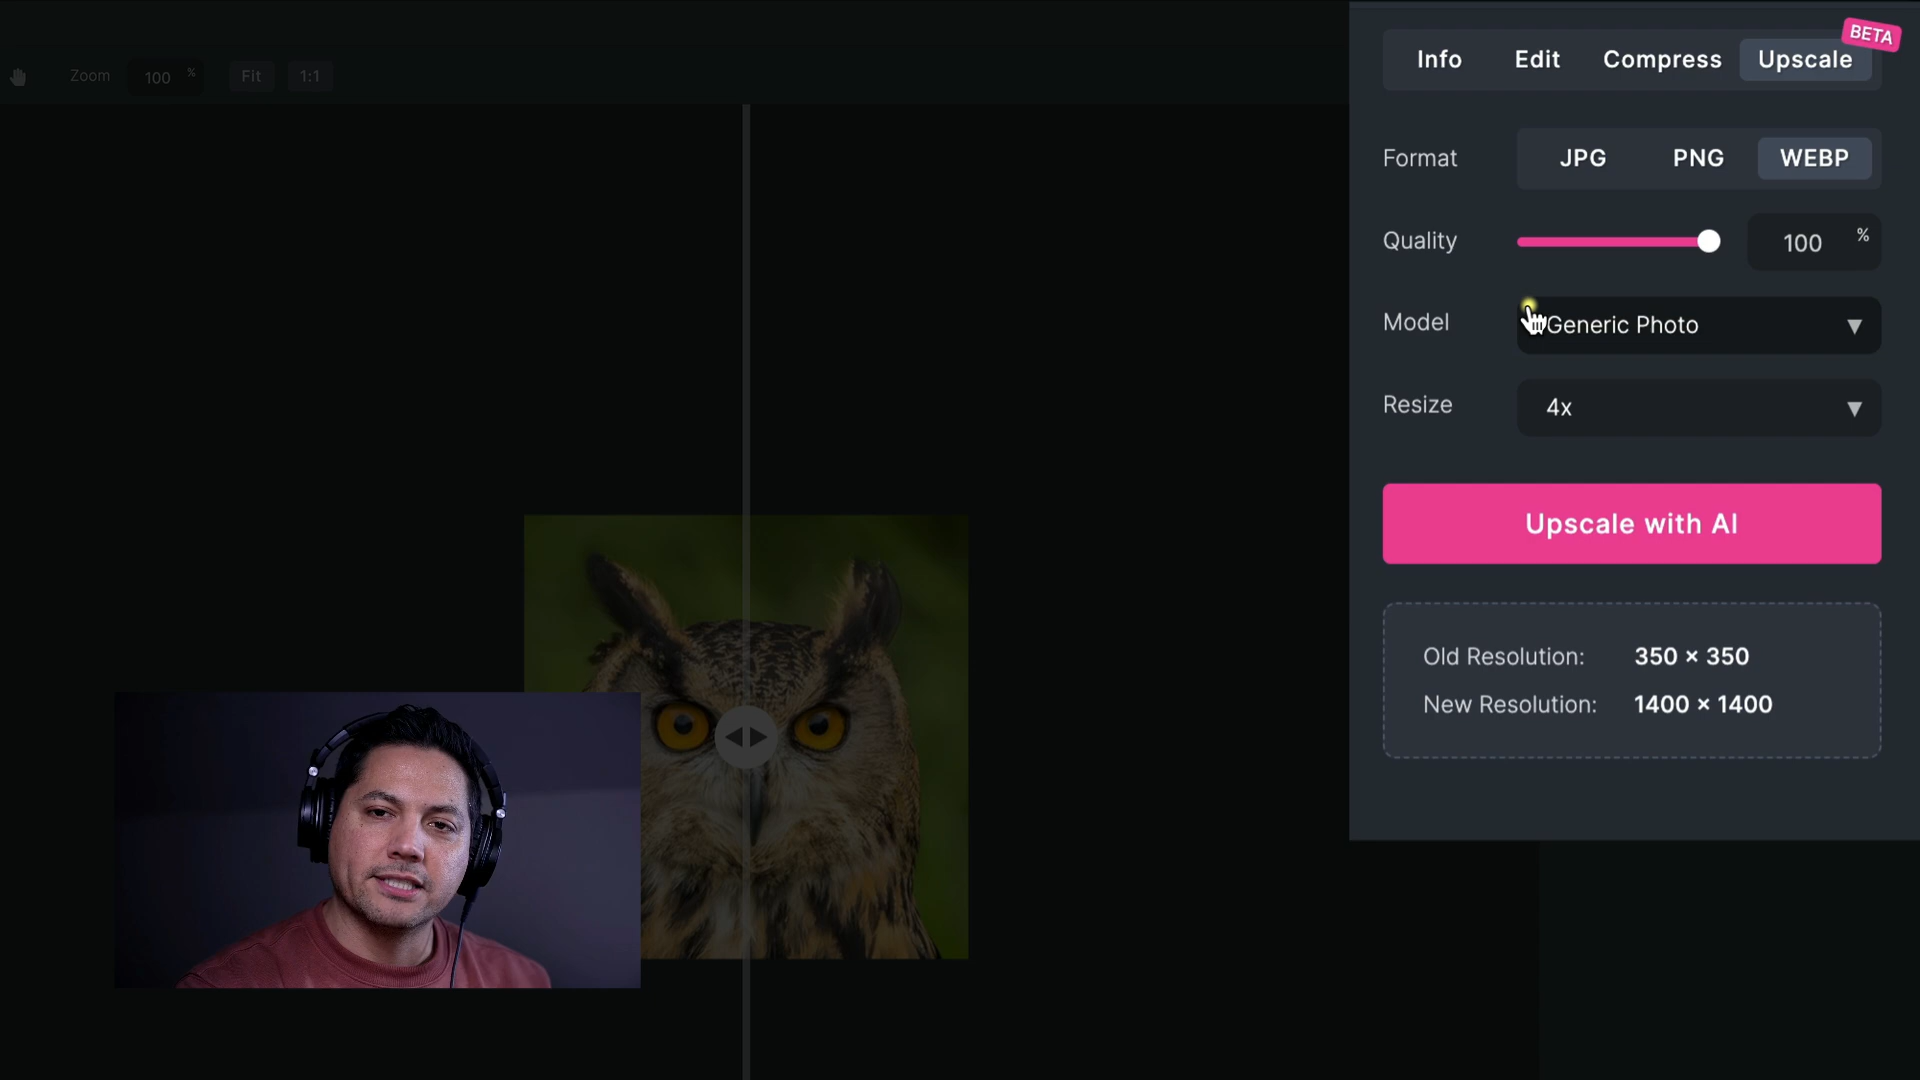 Zoom 100 % Fit 1:1
BETA
Info Edit Compress Upscale
Format JPG PNG WEBP
Quality 100 %
Model Generic Photo
Resize 4x
Upscale with AI
Old Resolution: 350 × 350
New Resolution: 1400 × 1400